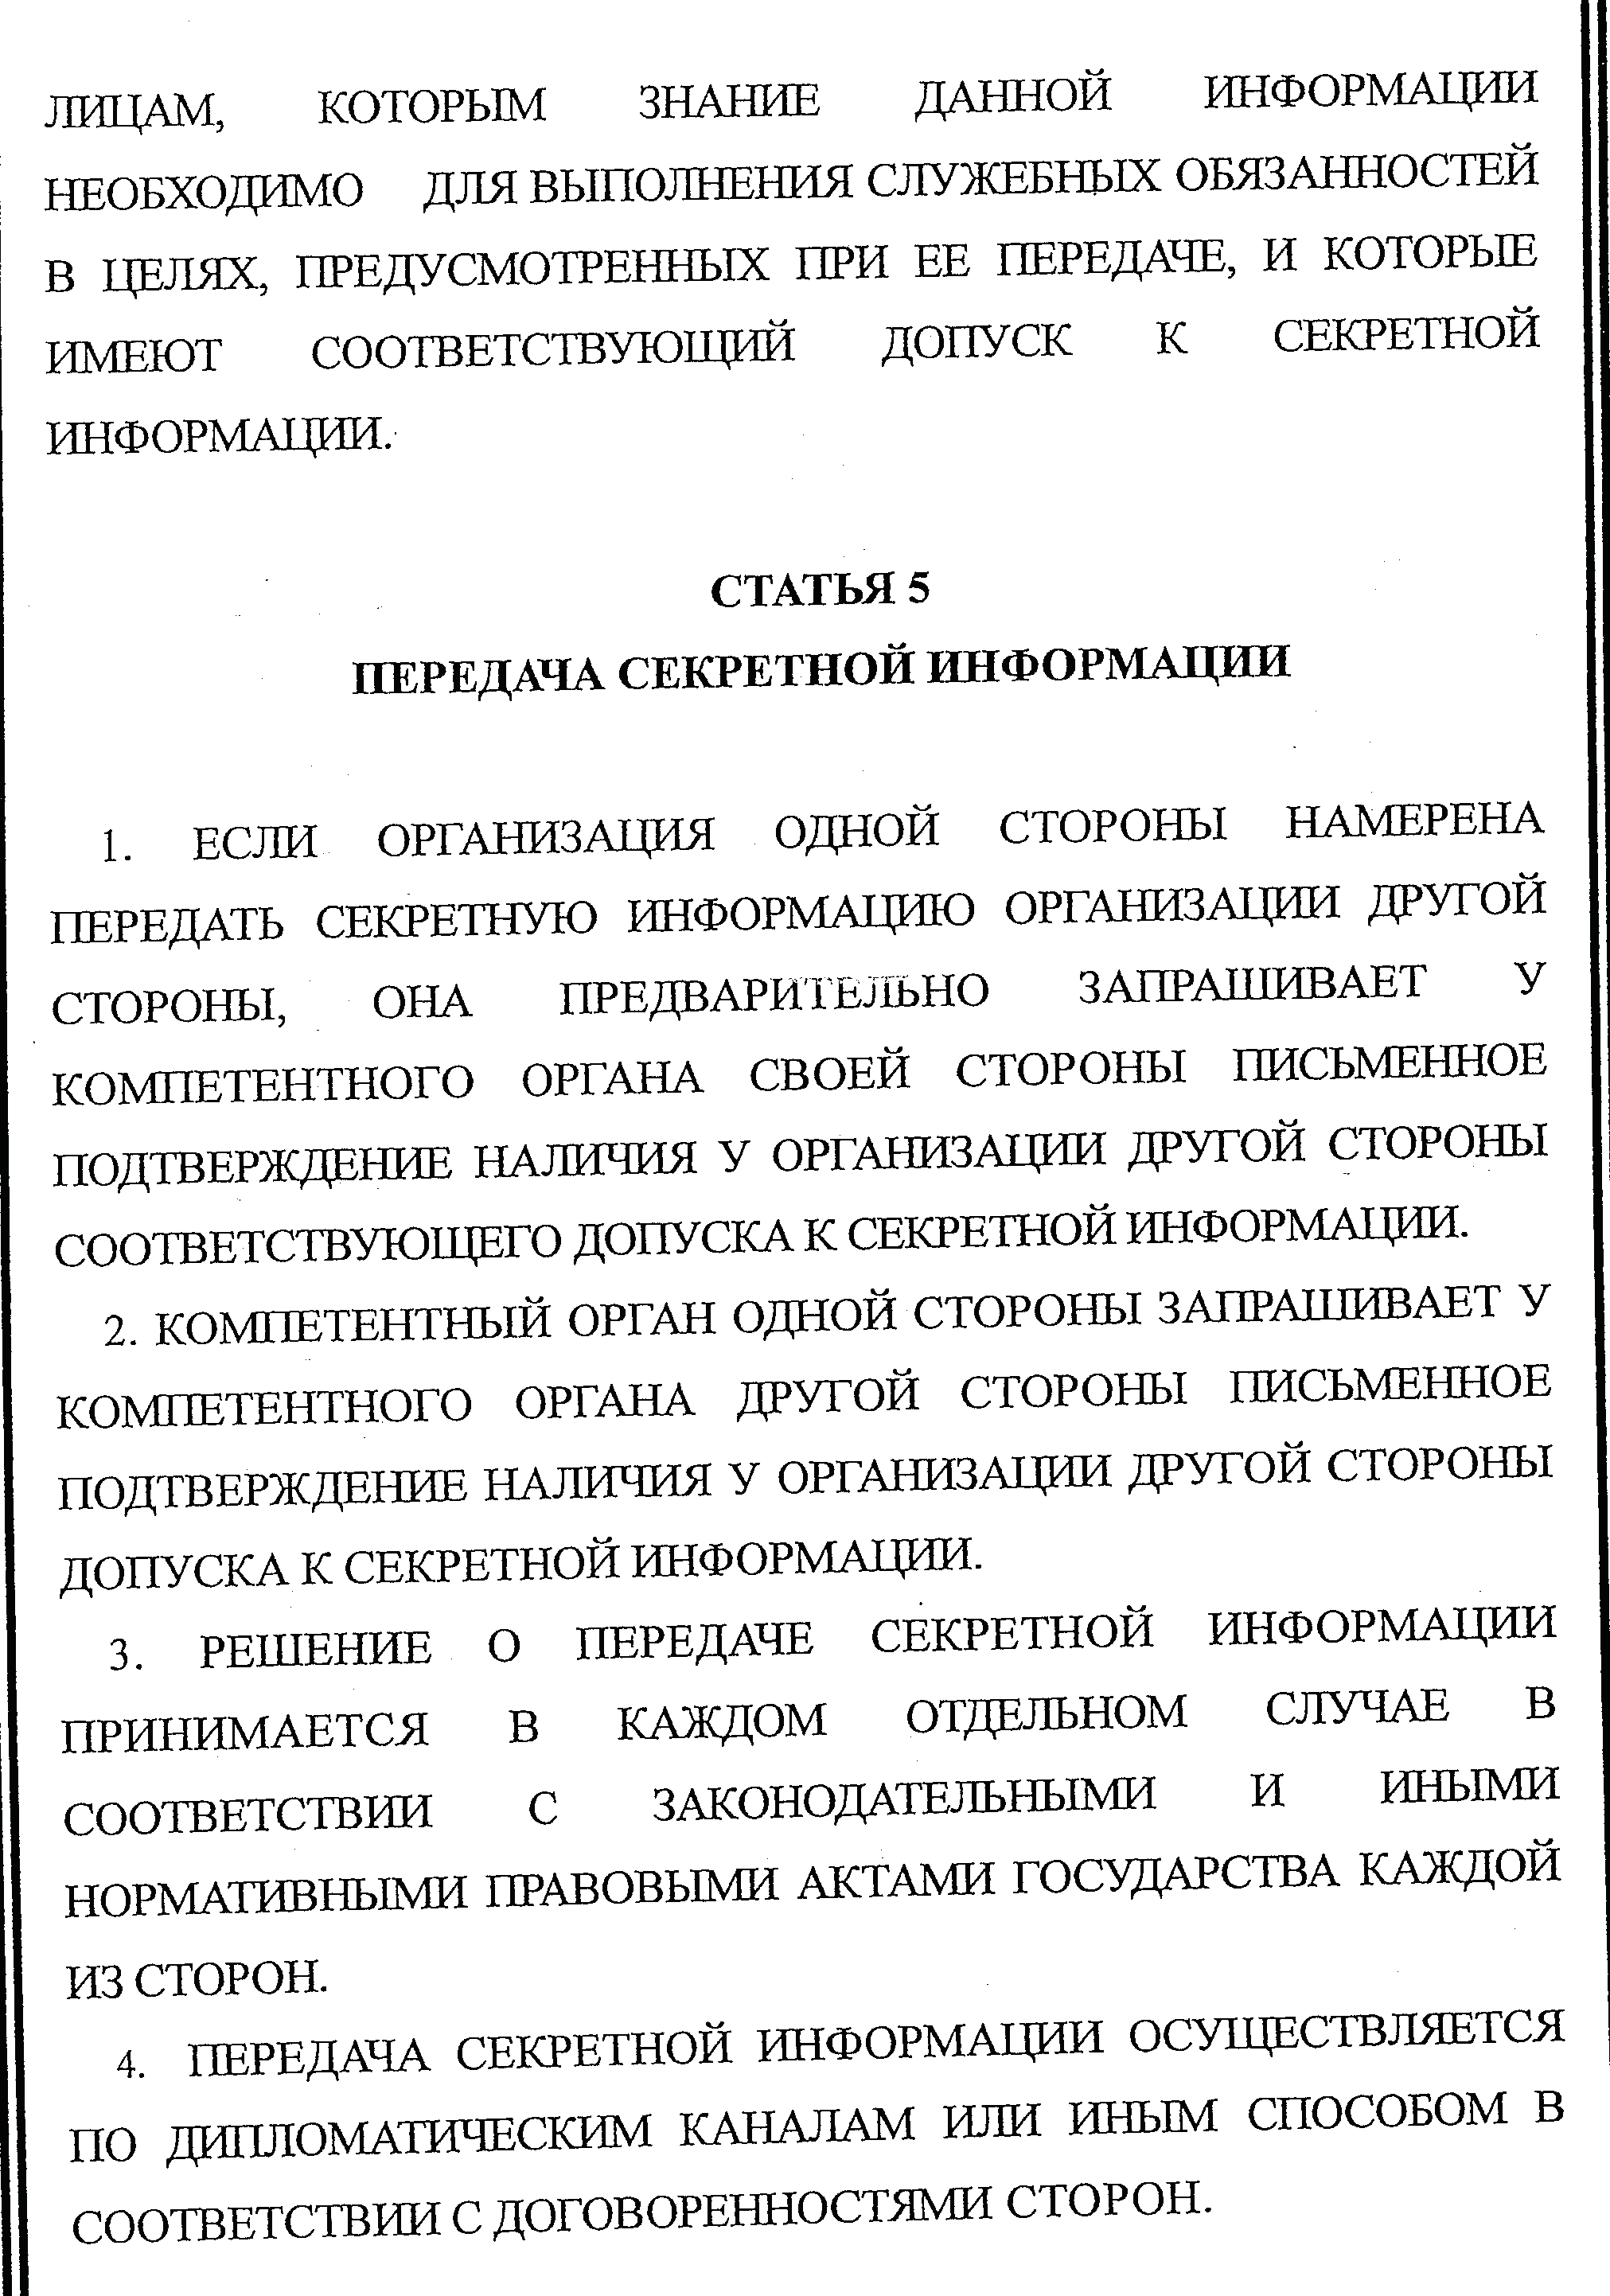 ЛИЦАМ, КОТОРЫМ ЗНАНИЕ ДАННОЙ ИНФОРМАЦИИ
НЕОБХОДИМО ДЛЯ ВЫПОЛНЕНИЯ СЛУЖЕБНЫХ ОБЯЗАННОСТЕЙ
В ЦЕЛЯХ, ПРЕДУСМОТРЕННЫХ ПРИ ЕЕ ПЕРЕДАЧЕ, И КОТОРЫЕ
ИМЕЮТ СООТВЕТСТВУЮЩИЙ ДОПУСК К СЕКРЕТНОЙ
ИНФОРМАЦИИ.
СТАТЬЯ 5
ПЕРЕДАЧА СЕКРЕТНОЙ ИНФОРМАЦИИ
1. ЕСЛИ ОРГАНИЗАЦИЯ ОДНОЙ СТОРОНЫ НАМЕРЕНА
ПЕРЕДАТЬ СЕКРЕТНУЮ ИНФОРМАЦИЮ ОРГАНИЗАЦИИ ДРУГОЙ
СТОРОНЫ, ОНА ПРЕДВАРИТЕЛЬНО ЗАПРАШИВАЕТ У
КОМПЕТЕНТНОГО ОРГАНА СВОЕЙ СТОРОНЫ ПИСЬМЕННОЕ
ПОДТВЕРЖДЕНИЕ НАЛИЧИЯ У ОРГАНИЗАЦИИ ДРУГОЙ СТОРОНЫ
СООТВЕТСТВУЮЩЕГО ДОПУСКА К СЕКРЕТНОЙ ИНФОРМАЦИИ.
2. КОМПЕТЕНТНЫЙ ОРГАН ОДНОЙ СТОРОНЫ ЗАПРАШИВАЕТ У
КОМПЕТЕНТНОГО ОРГАНА ДРУГОЙ СТОРОНЫ ПИСЬМЕННОЕ
ПОДТВЕРЖДЕНИЕ НАЛИЧИЯ У ОРГАНИЗАЦИИ ДРУГОЙ СТОРОНЫ
ДОПУСКА К СЕКРЕТНОЙ ИНФОРМАЦИИ.
3. РЕШЕНИЕ О ПЕРЕДАЧЕ СЕКРЕТНОЙ ИНФОРМАЦИИ
ПРИНИМАЕТСЯ В КАЖДОМ ОТДЕЛЬНОМ СЛУЧАЕ В
СООТВЕТСТВИИ С ЗАКОНОДАТЕЛЬНЫМИ И ИНЫМИ
НОРМАТИВНЫМИ ПРАВОВЫМИ АКТАМИ ГОСУДАРСТВА КАЖДОЙ
ИЗ СТОРОН.
4. ПЕРЕДАЧА СЕКРЕТНОЙ ИНФОРМАЦИИ ОСУЩЕСТВЛЯЕТСЯ
ПО ДИПЛОМАТИЧЕСКИМ КАНАЛАМ ИЛИ ИНЫМ СПОСОБОМ В
СООТВЕТСТВИИ С ДОГОВОРЕННОСТЯМИ СТОРОН.